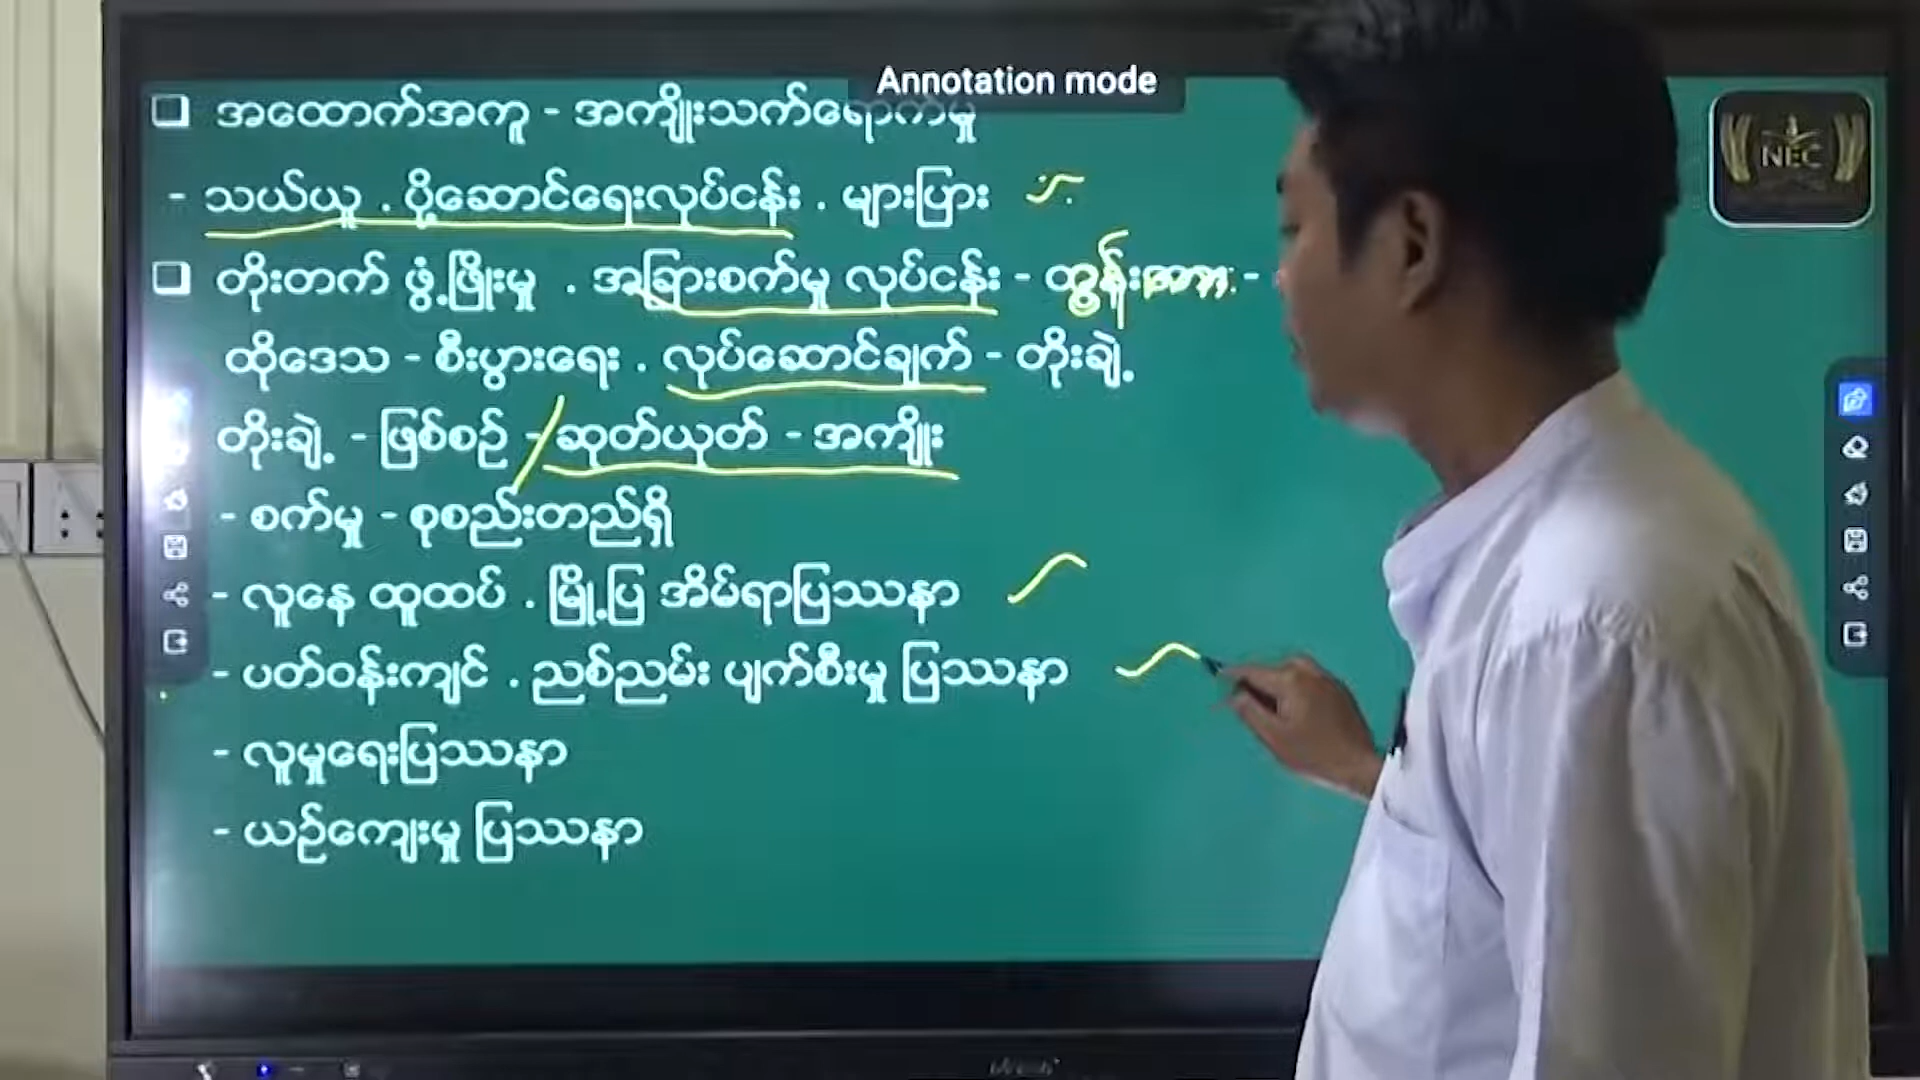 Annotation mode
❑ အထောက်အကူ - အကျိုးသက်ရောက်မှု
NEC
- သယ်ယူ . ပို့ဆောင်ရေးလုပ်ငန်း . များပြား
❑ တိုးတက် ဖွံ့ဖြိုးမှု . အခြားစက်မှု လုပ်ငန်း - တွန်းအား -
ထိုဒေသ - စီးပွားရေး . လုပ်ဆောင်ချက် - တိုးချဲ့
တိုးချဲ့ - ဖြစ်စဉ် - ဆုတ်ယုတ် - အကျိုး
- စက်မှု - စုစည်းတည်ရှိ
- လူနေ ထူထပ် . မြို့ပြ အိမ်ရာပြဿနာ
- ပတ်ဝန်းကျင် . ညစ်ညမ်း ပျက်စီးမှု ပြဿနာ
- လူမှုရေးပြဿနာ
- ယဉ်ကျေးမှု ပြဿနာ